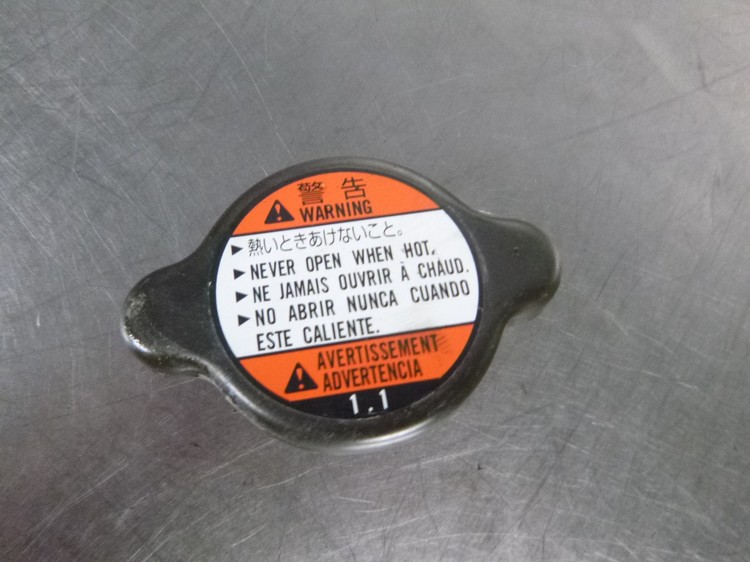 警告
⚠ WARNING
▶ 熱いときあけないこと。
▶ NEVER OPEN WHEN HOT.
▶ NE JAMAIS OUVRIR À CHAUD.
▶ NO ABRIR NUNCA CUANDO
ESTE CALIENTE.
⚠ AVERTISSEMENT
ADVERTENCIA
1.1